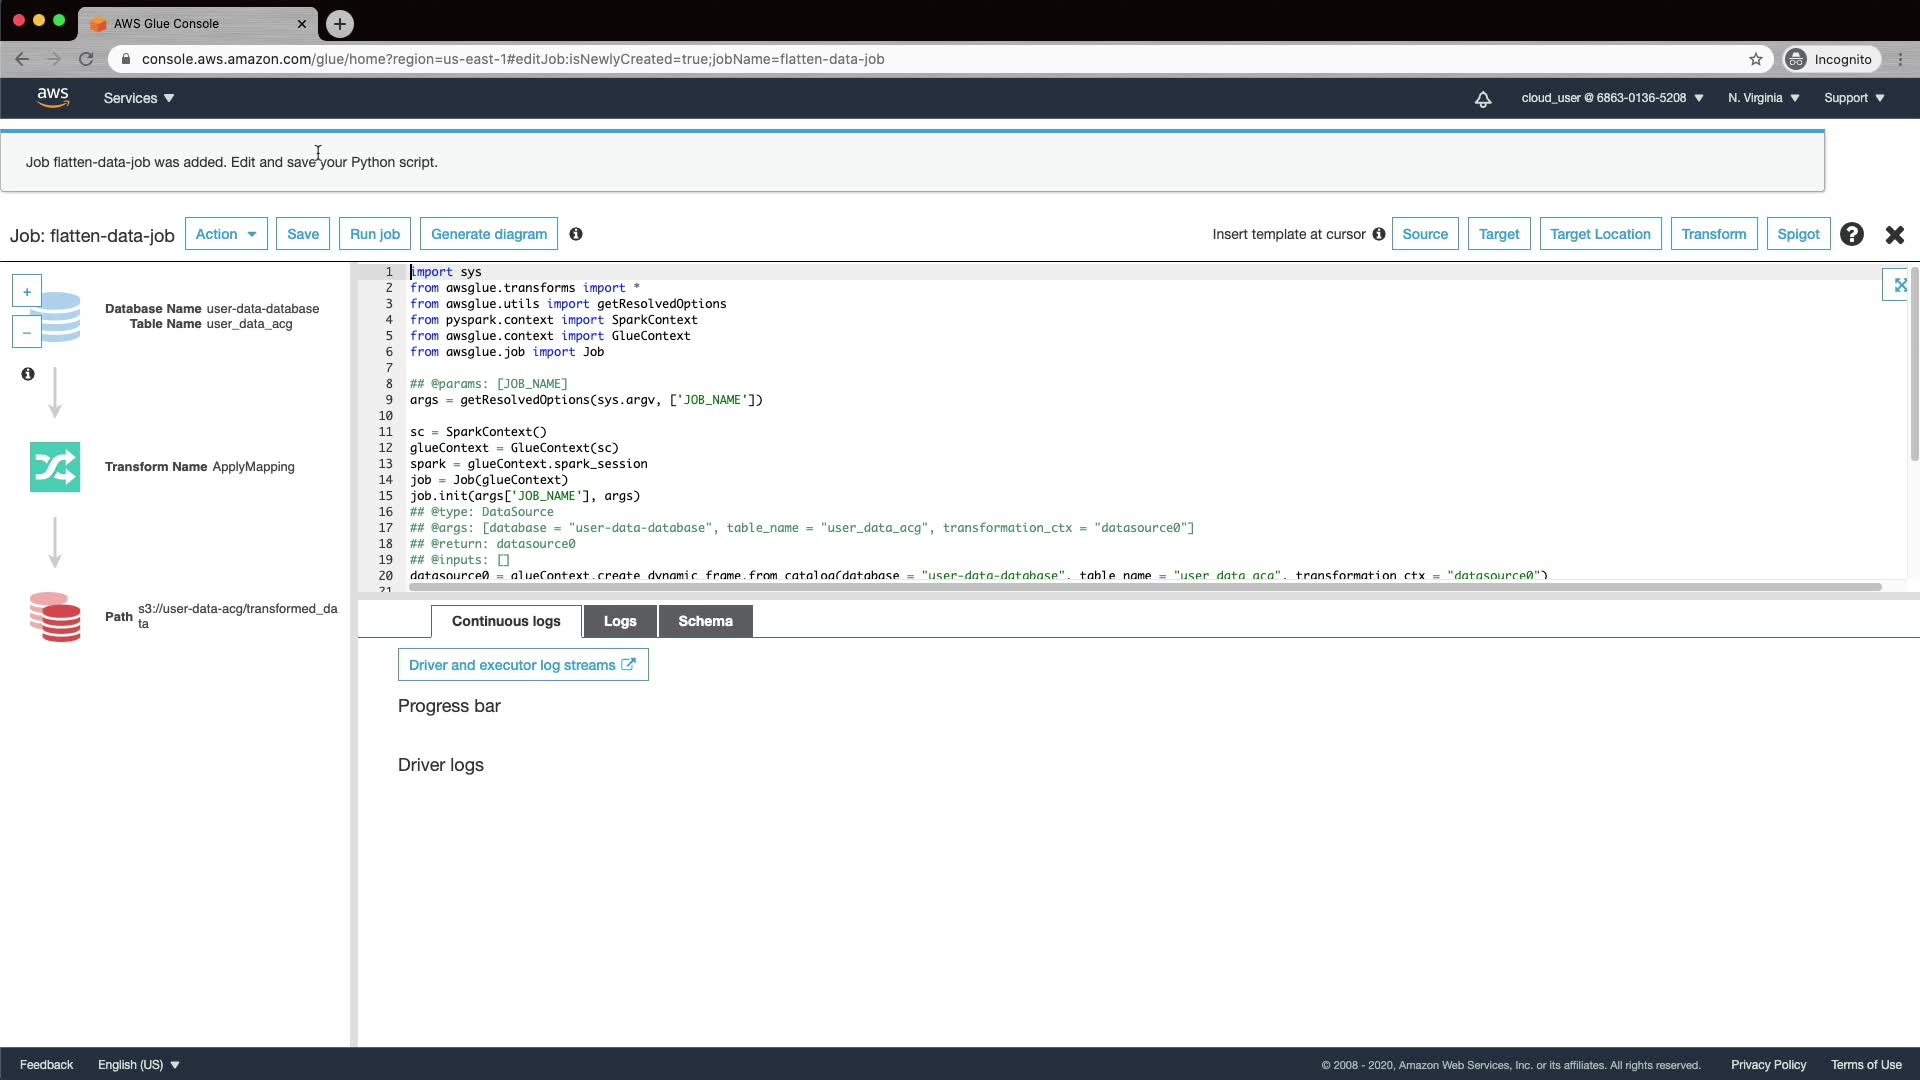 AWS Glue Console
console.aws.amazon.com/glue/home?region=us-east-1#editJob:isNewlyCreated=true;jobName=flatten-data-job
Incognito
aws
Services
cloud_user @ 6863-0136-5208
N. Virginia
Support
Job flatten-data-job was added. Edit and save your Python script.
Job: flatten-data-job
Action
Save
Run job
Generate diagram
Insert template at cursor
Source
Target
Target Location
Transform
Spigot
Database Name user-data-database
Table Name user_data_acg
Transform Name ApplyMapping
Path s3://user-data-acg/transformed_da
ta
1 import sys
2 from awsglue.transforms import *
3 from awsglue.utils import getResolvedOptions
4 from pyspark.context import SparkContext
5 from awsglue.context import GlueContext
6 from awsglue.job import Job
7
8 ## @params: [JOB_NAME]
9 args = getResolvedOptions(sys.argv, ['JOB_NAME'])
10
11 sc = SparkContext()
12 glueContext = GlueContext(sc)
13 spark = glueContext.spark_session
14 job = Job(glueContext)
15 job.init(args['JOB_NAME'], args)
16 ## @type: DataSource
17 ## @args: [database = "user-data-database", table_name = "user_data_acg", transformation_ctx = "datasource0"]
18 ## @return: datasource0
19 ## @inputs: []
20 datasource0 = glueContext.create_dynamic_frame.from_catalog(database = "user-data-database", table_name = "user_data_acg", transformation_ctx = "datasource0")
21
Continuous logs
Logs
Schema
Driver and executor log streams
Progress bar
Driver logs
Feedback
English (US)
© 2008 - 2020, Amazon Web Services, Inc. or its affiliates. All rights reserved.
Privacy Policy
Terms of Use